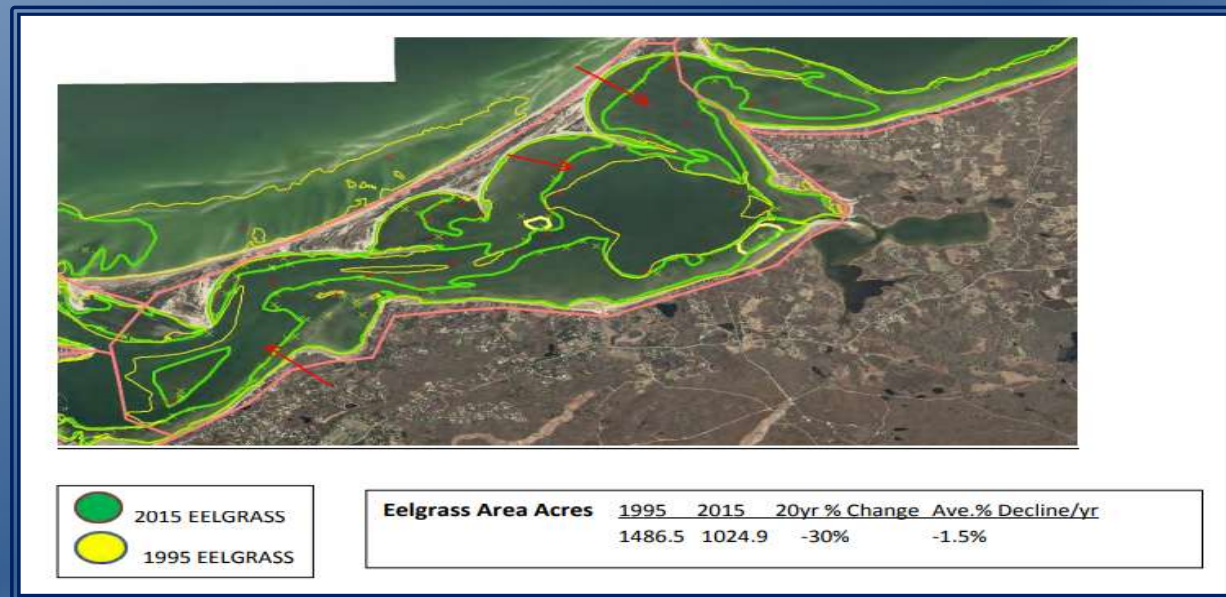 2015 EELGRASS
1995 EELGRASS
Eelgrass Area Acres 1995 2015 20yr % Change Ave.% Decline/yr
1486.5 1024.9 -30% -1.5%